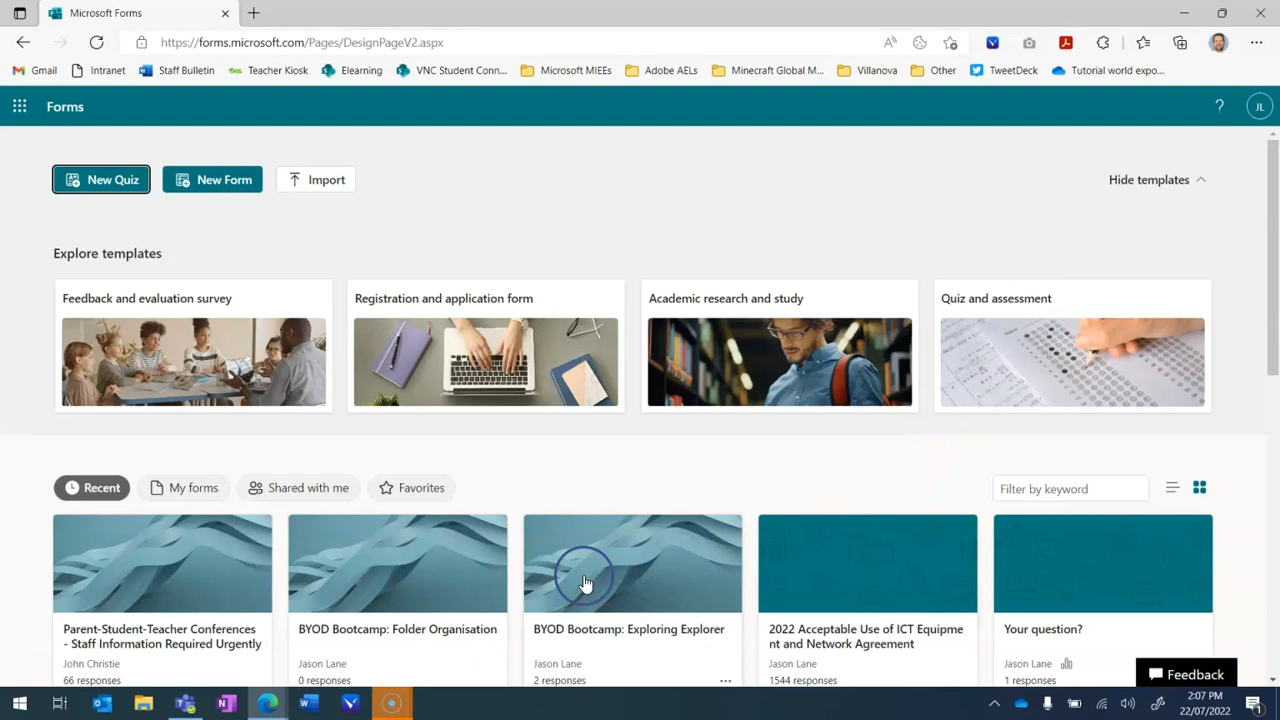 Microsoft Forms
https://forms.microsoft.com/Pages/DesignPageV2.aspx
Gmail
Intranet
Staff Bulletin
Teacher Kiosk
Elearning
VNC Student Conn...
Microsoft MIEEs
Adobe AELs
Minecraft Global M...
Villanova
Other
TweetDeck
Tutorial world expo...
Forms
?
JL
New Quiz
New Form
Import
Hide templates
Explore templates
Feedback and evaluation survey
Registration and application form
Academic research and study
Quiz and assessment
Recent
My forms
Shared with me
Favorites
Filter by keyword
Parent-Student-Teacher Conferences
- Staff Information Required Urgently
John Christie
66 responses
BYOD Bootcamp: Folder Organisation
Jason Lane
0 responses
BYOD Bootcamp: Exploring Explorer
Jason Lane
2 responses
2022 Acceptable Use of ICT Equipme
nt and Network Agreement
Jason Lane
1544 responses
Your question?
Jason Lane
1 responses
Feedback
2:07 PM
22/07/2022